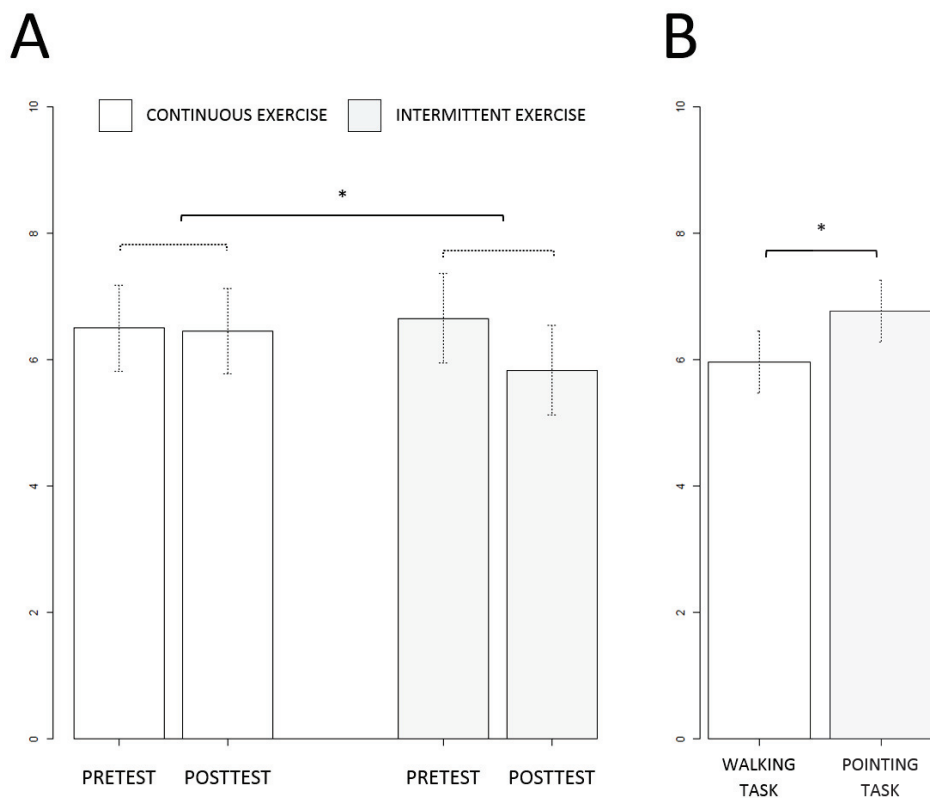 A
B
CONTINUOUS EXERCISE
INTERMITTENT EXERCISE
10
8
6
4
2
0
*
PRETEST
POSTTEST
PRETEST
POSTTEST
10
8
6
4
2
0
*
WALKING
TASK
POINTING
TASK